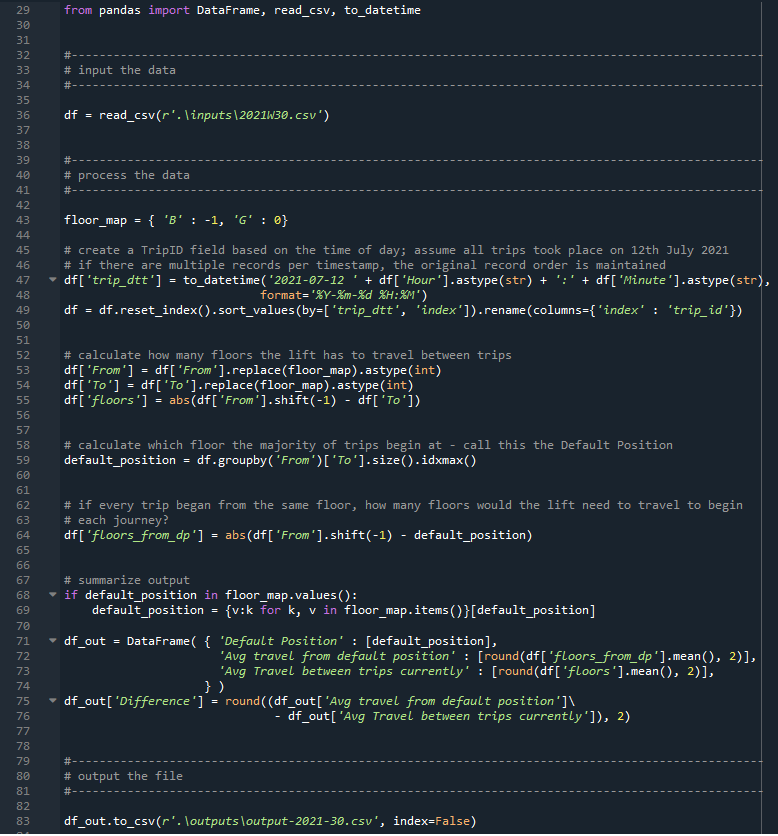 29 from pandas import DataFrame, read_csv, to_datetime
30
31
32 #---------------------------------------------------------------------------------------------------
33 # input the data
34 #---------------------------------------------------------------------------------------------------
35
36 df = read_csv(r'.\inputs\2021W30.csv')
37
38
39 #---------------------------------------------------------------------------------------------------
40 # process the data
41 #---------------------------------------------------------------------------------------------------
42
43 floor_map = { 'B' : -1, 'G' : 0}
44
45 # create a TripID field based on the time of day; assume all trips took place on 12th July 2021
46 # if there are multiple records per timestamp, the original record order is maintained
47 df['trip_dtt'] = to_datetime('2021-07-12 ' + df['Hour'].astype(str) + ':' + df['Minute'].astype(str),
48                             format='%Y-%m-%d %H:%M')
49 df = df.reset_index().sort_values(by=['trip_dtt', 'index']).rename(columns={'index' : 'trip_id'})
50
51
52 # calculate how many floors the lift has to travel between trips
53 df['From'] = df['From'].replace(floor_map).astype(int)
54 df['To'] = df['To'].replace(floor_map).astype(int)
55 df['floors'] = abs(df['From'].shift(-1) - df['To'])
56
57
58 # calculate which floor the majority of trips begin at - call this the Default Position
59 default_position = df.groupby('From')['To'].size().idxmax()
60
61
62 # if every trip began from the same floor, how many floors would the lift need to travel to begin
63 # each journey?
64 df['floors_from_dp'] = abs(df['From'].shift(-1) - default_position)
65
66
67 # summarize output
68 if default_position in floor_map.values():
69     default_position = {v:k for k, v in floor_map.items()}[default_position]
70
71 df_out = DataFrame( { 'Default Position' : [default_position],
72                       'Avg travel from default position' : [round(df['floors_from_dp'].mean(), 2)],
73                       'Avg Travel between trips currently' : [round(df['floors'].mean(), 2)],
74                     } )
75 df_out['Difference'] = round((df_out['Avg travel from default position']\
76                               - df_out['Avg Travel between trips currently']), 2)
77
78
79 #---------------------------------------------------------------------------------------------------
80 # output the file
81 #---------------------------------------------------------------------------------------------------
82
83 df_out.to_csv(r'.\outputs\output-2021-30.csv', index=False)